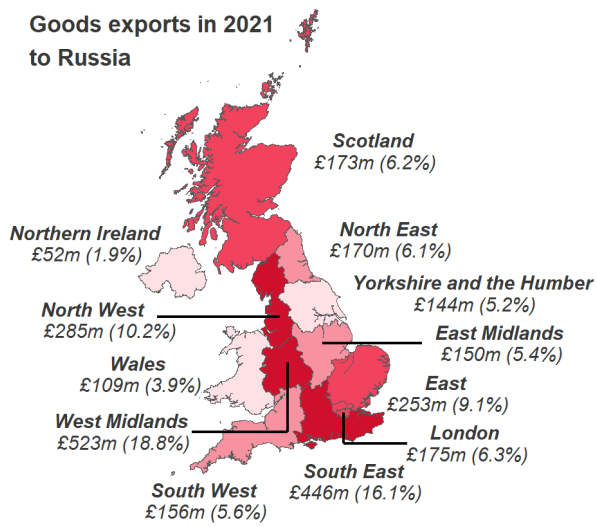 Goods exports in 2021
to Russia
Scotland
£173m (6.2%)
Northern Ireland
£52m (1.9%)
North East
£170m (6.1%)
Yorkshire and the Humber
£144m (5.2%)
North West
£285m (10.2%)
East Midlands
£150m (5.4%)
Wales
£109m (3.9%)
East
£253m (9.1%)
West Midlands
£523m (18.8%)
London
£175m (6.3%)
South East
£446m (16.1%)
South West
£156m (5.6%)